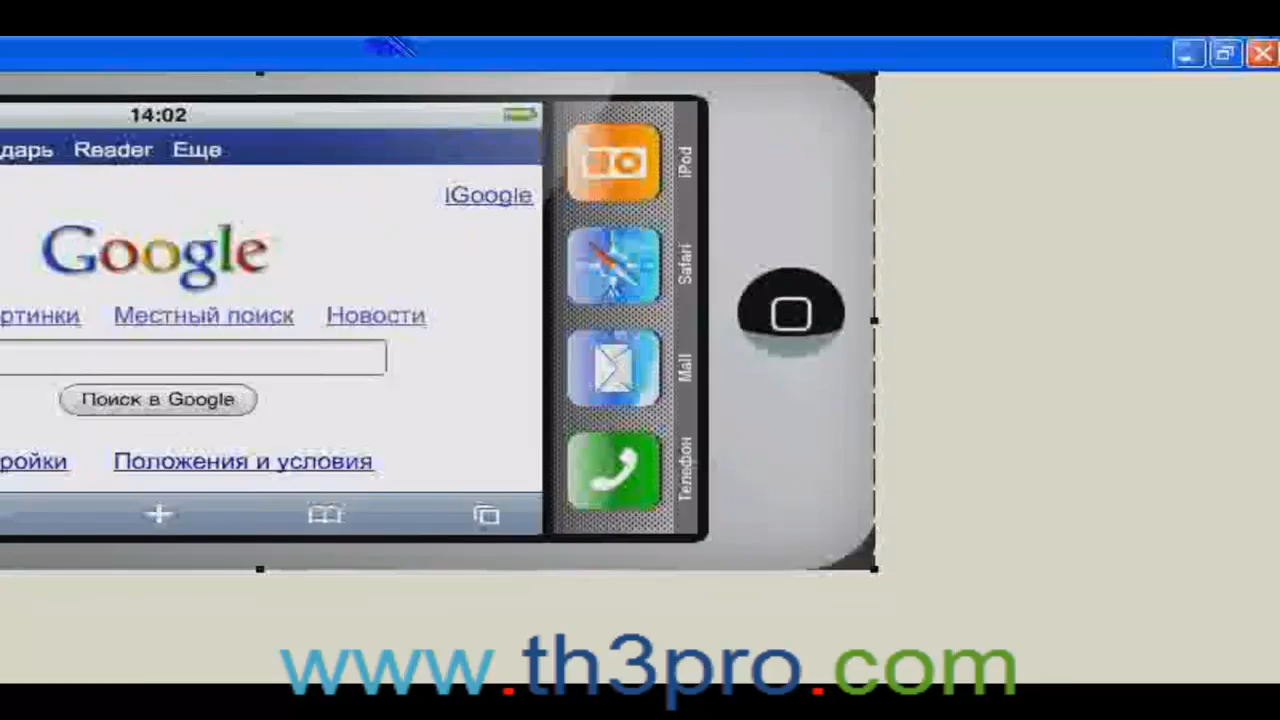 14:02
дарь Reader Еще
iGoogle
Google
ртинки Местный поиск Новости
Поиск в Google
ройки Положения и условия
iPod
Safari
Mail
Телефон
www.th3pro.com